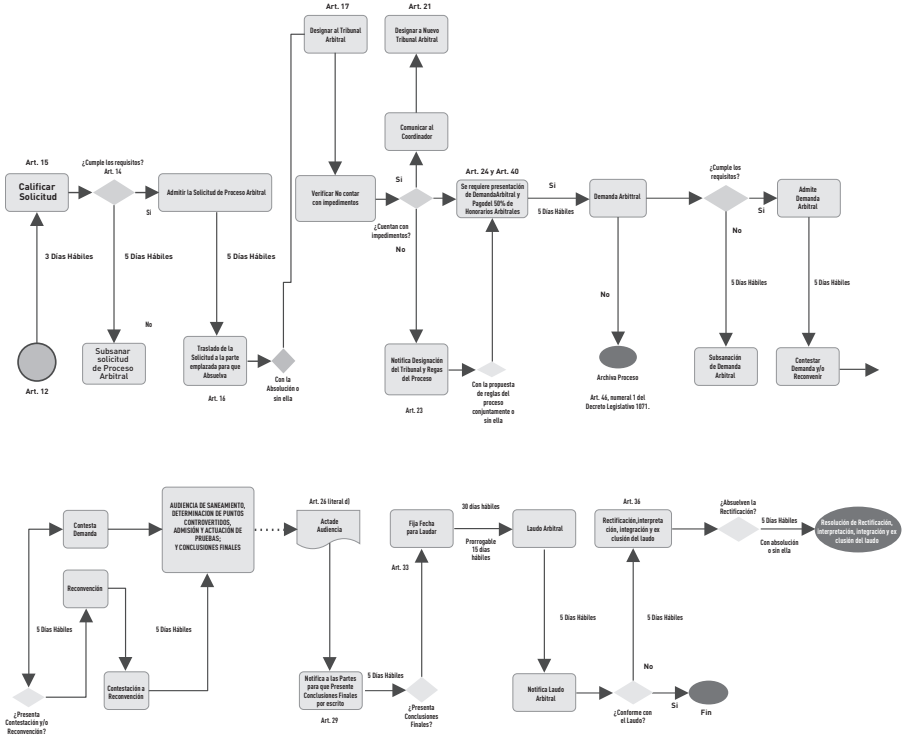 Art. 17
Art. 21
Designar al Tribunal
Arbitral
Designar a Nuevo
Tribunal Arbitral
Comunicar al
Coordinador
Art. 15
¿Cumple los requisitos?
Art. 14
Calificar
Solicitud
Si
Admitir la Solicitud de Proceso Arbitral
Verificar No contar
con impedimentos
Si
¿Cuentan con
impedimentos?
No
Art. 24 y Art. 40
Se requiere presentación
de DemandaArbitral y
Pagodel 50% de
Honorarios Arbitrales
Si
5 Días Hábiles
Demanda Arbittral
¿Cumple los
requisitos?
Si
No
Admite
Demanda
Arbitral
3 Días Hábiles
5 Días Hábiles
5 Días Hábiles
No
5 Días Hábiles
5 Días Hábiles
No
Art. 12
Subsanar
solicitud
de Proceso
Arbitral
Traslado de la
Solicitud a la parte
emplazada para que
Absuelva
Art. 16
Con la
Absolución o
sin ella
Notifica Designación
del Tribunal y Regas
del Proceso
Art. 23
Con la propuesta
de reglas del
proceso
conjuntamente o
sin ella
Archiva Proceso
Art. 46, numeral 1 del
Decreto Legislativo 1071.
Subsanación
de Demanda
Arbitral
Contestar
Demanda y/o
Reconvenir
Contesta
Demanda
AUDIENCIA DE SANEAMIENTO,
DETERMINACION DE PUNTOS
CONTROVERTIDOS,
ADMISIÓN Y ACTUACIÓN DE
PRUEBAS;
Y CONCLUSIONES FINALES
Art. 26 literal d)
Actade
Audiencia
Fija Fecha
para Laudar
Art. 33
30 días hábiles
Prorrogable
15 días
hábiles
Laudo Arbitral
Art. 36
Rectificación,interpreta
ción, integración y ex
clusión del laudo
¿Absuelven la
Rectificación?
5 Días Hábiles
Con absolución
o sin ella
Resolución de Rectificación,
interpretación, integración y ex
clusión del laudo
Reconvención
5 Días Hábiles
5 Días Hábiles
5 Días Hábiles
5 Días Hábiles
¿Presenta
Contestación y/o
Reconvención?
Contestación a
Reconvención
Notifica a las Partes
para que Presente
Conclusiones Finales
por escrito
Art. 29
5 Días Hábiles
¿Presenta
Conclusiones
Finales?
Notifica Laudo
Arbitral
No
¿Conforme con
el Laudo?
Si
Fin